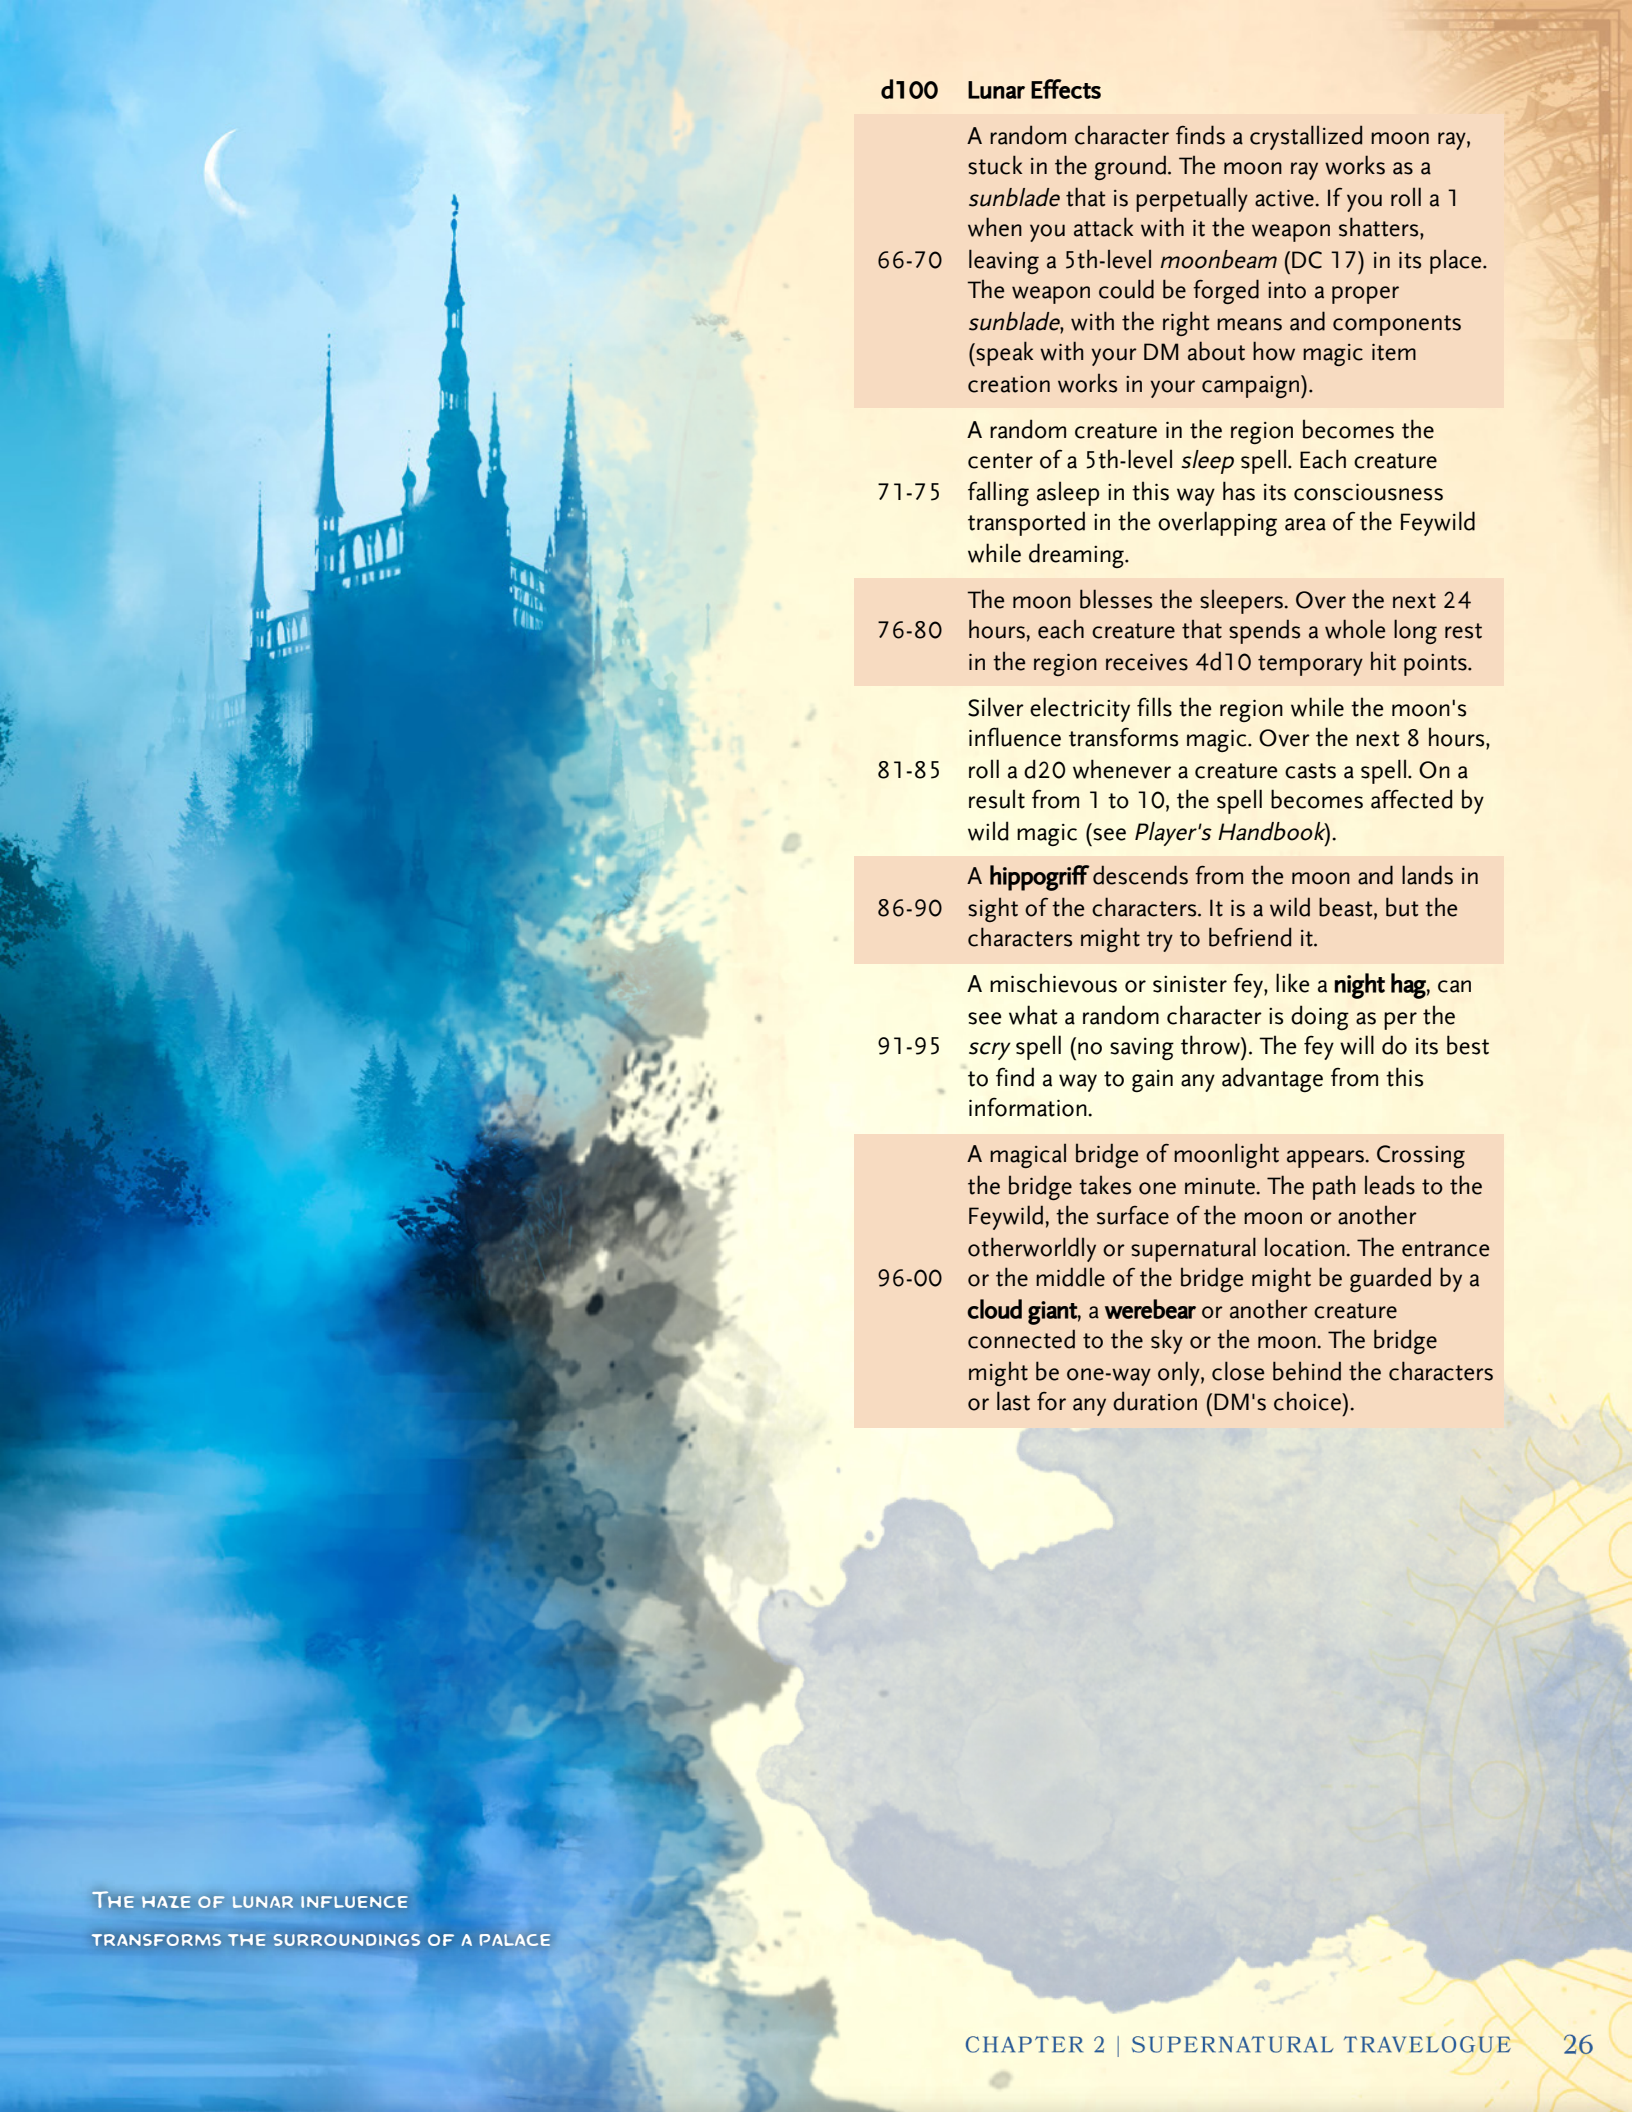 d100 Lunar Effects
A random character finds a crystallized moon ray,
stuck in the ground. The moon ray works as a
sunblade that is perpetually active. If you roll a 1
when you attack with it the weapon shatters,
66-70 leaving a 5th-level moonbeam (DC 17) in its place.
The weapon could be forged into a proper
sunblade, with the right means and components
(speak with your DM about how magic item
creation works in your campaign).
A random creature in the region becomes the
center of a 5th-level sleep spell. Each creature
71-75 falling asleep in this way has its consciousness
transported in the overlapping area of the Feywild
while dreaming.
The moon blesses the sleepers. Over the next 24
76-80 hours, each creature that spends a whole long rest
in the region receives 4d10 temporary hit points.
Silver electricity fills the region while the moon's
influence transforms magic. Over the next 8 hours,
81-85 roll a d20 whenever a creature casts a spell. On a
result from 1 to 10, the spell becomes affected by
wild magic (see Player's Handbook).
A hippogriff descends from the moon and lands in
86-90 sight of the characters. It is a wild beast, but the
characters might try to befriend it.
A mischievous or sinister fey, like a night hag, can
see what a random character is doing as per the
91-95 scry spell (no saving throw). The fey will do its best
to find a way to gain any advantage from this
information.
A magical bridge of moonlight appears. Crossing
the bridge takes one minute. The path leads to the
Feywild, the surface of the moon or another
otherworldly or supernatural location. The entrance
96-00 or the middle of the bridge might be guarded by a
cloud giant, a werebear or another creature
connected to the sky or the moon. The bridge
might be one-way only, close behind the characters
or last for any duration (DM's choice).
The haze of lunar influence
transforms the surroundings of a palace
CHAPTER 2 | SUPERNATURAL TRAVELOGUE 26